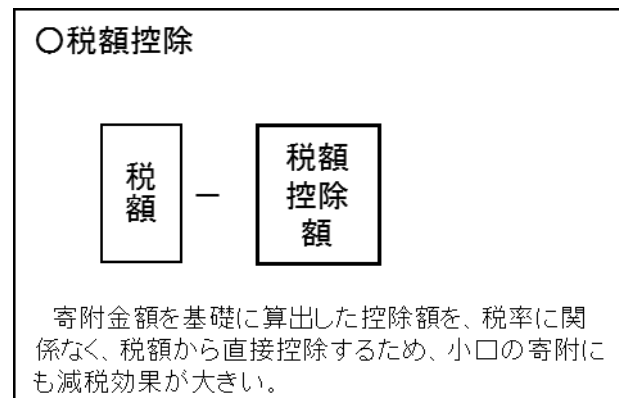 ○税額控除
税額
－
税額
控除
額
寄附金額を基礎に算出した控除額を、税率に関
係なく、税額から直接控除するため、小口の寄附に
も減税効果が大きい。